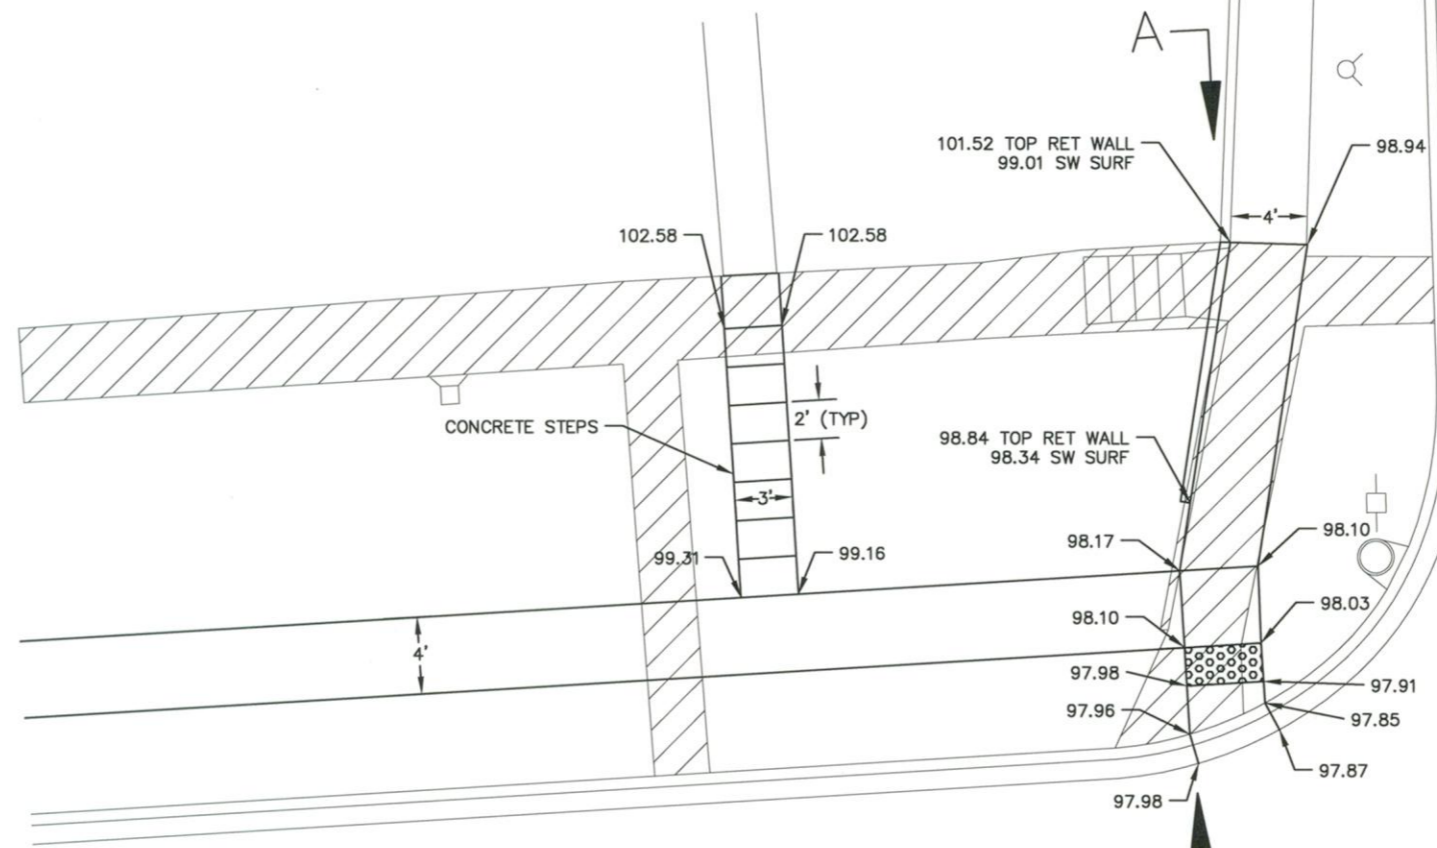 A
101.52 TOP RET WALL
99.01 SW SURF
98.94
4'
102.58
102.58
CONCRETE STEPS
2' (TYP)
98.84 TOP RET WALL
98.34 SW SURF
3'
98.17
98.10
99.31
99.16
98.10
98.03
4'
97.98
97.91
97.96
97.85
97.87
97.98